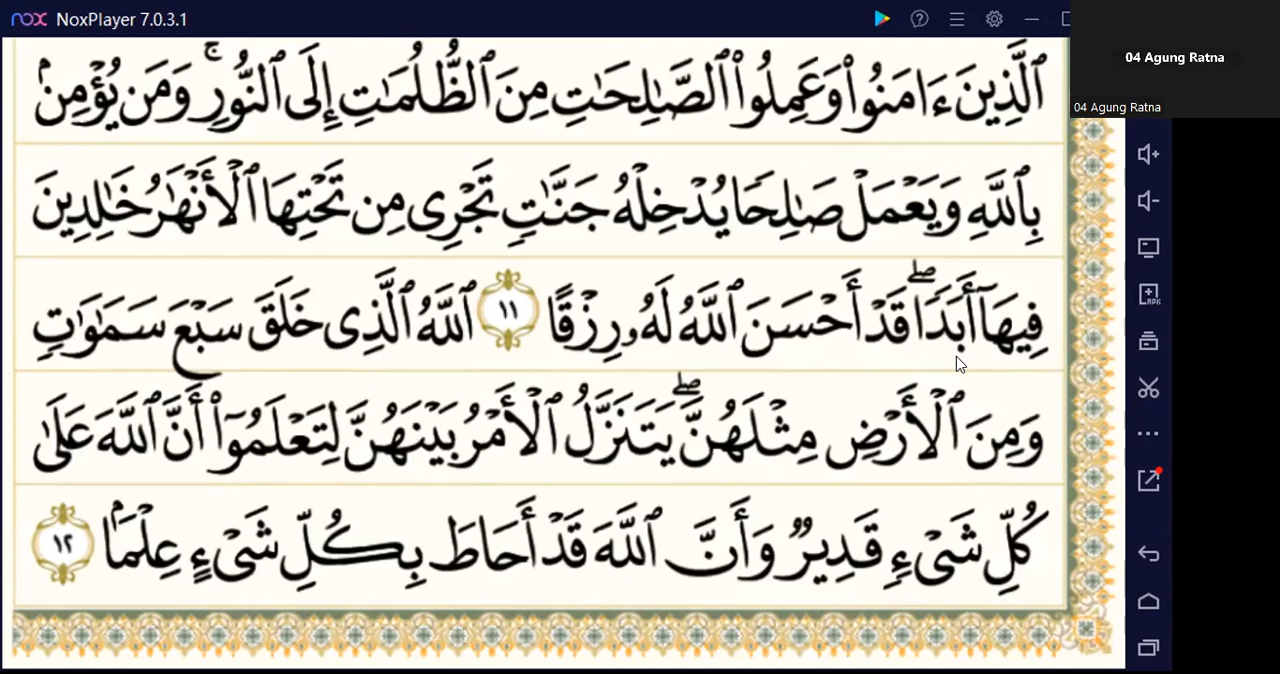 NoxPlayer 7.0.3.1
04 Agung Ratna
04 Agung Ratna
ٱلَّذِينَ ءَامَنُوا۟ وَعَمِلُوا۟ ٱلصَّٰلِحَٰتِ مِنَ ٱلظُّلُمَٰتِ إِلَى ٱلنُّورِ ۚ وَمَن يُؤْمِنۢ
بِٱللَّهِ وَيَعْمَلْ صَٰلِحًا يُدْخِلْهُ جَنَّٰتٍ تَجْرِى مِن تَحْتِهَا ٱلْأَنْهَٰرُ خَٰلِدِينَ
فِيهَآ أَبَدًا ۖ قَدْ أَحْسَنَ ٱللَّهُ لَهُۥ رِزْقًا ١١ ٱللَّهُ ٱلَّذِى خَلَقَ سَبْعَ سَمَٰوَٰتٍ
وَمِنَ ٱلْأَرْضِ مِثْلَهُنَّ ۖ يَتَنَزَّلُ ٱلْأَمْرُ بَيْنَهُنَّ لِتَعْلَمُوٓا۟ أَنَّ ٱللَّهَ عَلَىٰ
كُلِّ شَىْءٍ قَدِيرٌ وَأَنَّ ٱللَّهَ قَدْ أَحَاطَ بِكُلِّ شَىْءٍ عِلْمًۢا ١٢